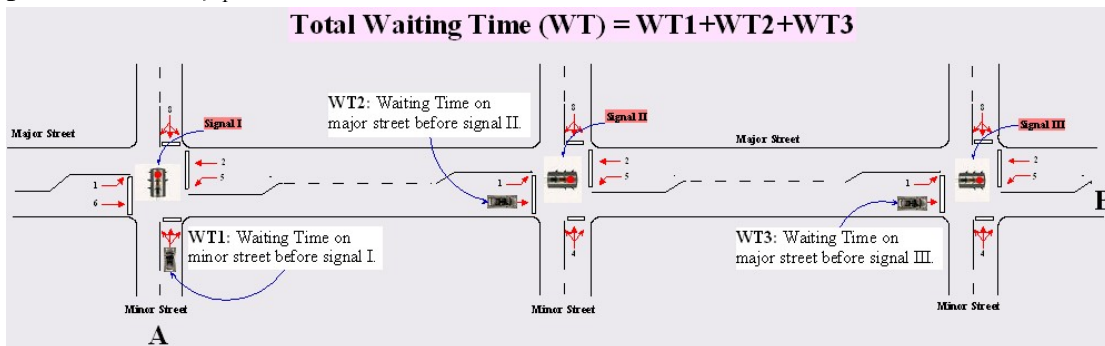 Total Waiting Time (WT) = WT1+WT2+WT3
8
8
8
WT2: Waiting Time on
major street before signal II.
Signal I
Signal II
Signal III
Major Street
Major Street
2
2
2
5
5
5
1
1
1
6
B
WT1: Waiting Time on
minor street before signal I.
WT3: Waiting Time on
major street before signal III.
4
4
Minor Street
Minor Street
Minor Street
A